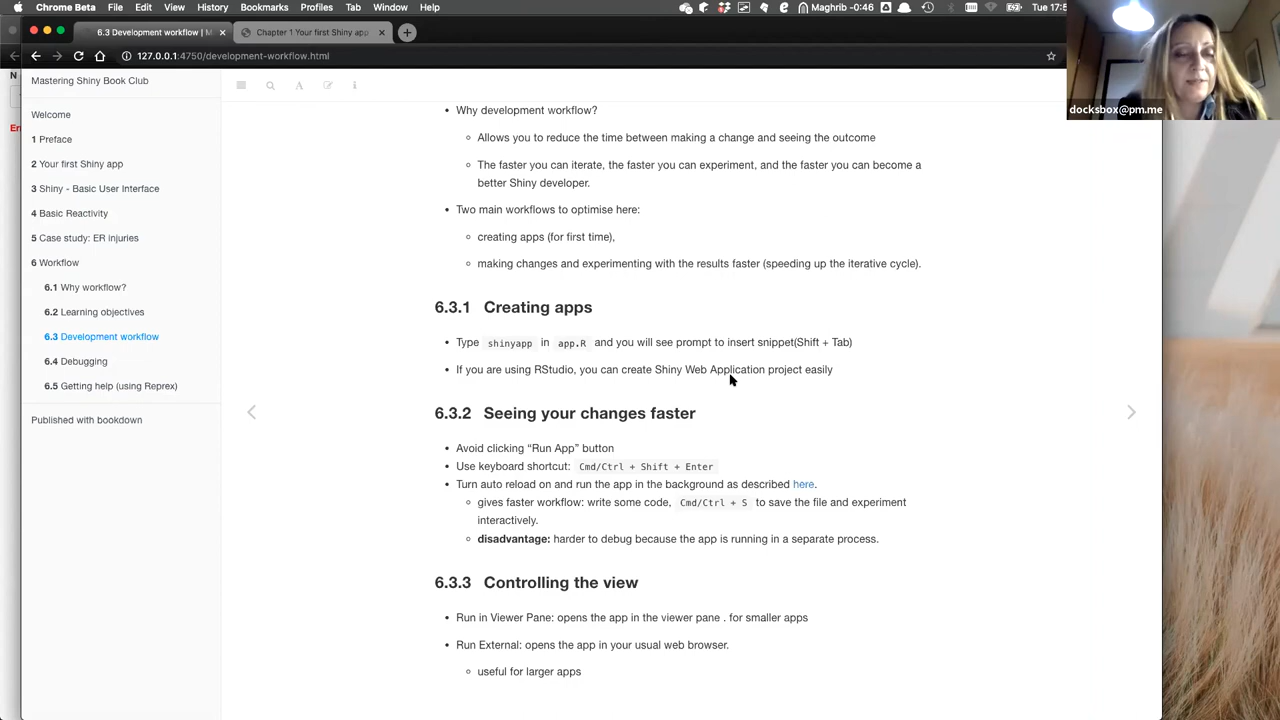 Chrome Beta File Edit View History Bookmarks Profiles Tab Window Help Maghrib -0:46 Tue 17:5
6.3 Development workflow | M Chapter 1 Your first Shiny app
127.0.0.1:4750/development-workflow.html
docksbox@pm.me
Mastering Shiny Book Club
Welcome
1 Preface
2 Your first Shiny app
3 Shiny - Basic User Interface
4 Basic Reactivity
5 Case study: ER injuries
6 Workflow
6.1 Why workflow?
6.2 Learning objectives
6.3 Development workflow
6.4 Debugging
6.5 Getting help (using Reprex)
Published with bookdown
• Why development workflow?
Allows you to reduce the time between making a change and seeing the outcome
The faster you can iterate, the faster you can experiment, and the faster you can become a
better Shiny developer.
• Two main workflows to optimise here:
creating apps (for first time),
making changes and experimenting with the results faster (speeding up the iterative cycle).
6.3.1 Creating apps
• Type shinyapp in app.R and you will see prompt to insert snippet(Shift + Tab)
• If you are using RStudio, you can create Shiny Web Application project easily
6.3.2 Seeing your changes faster
• Avoid clicking “Run App” button
• Use keyboard shortcut: Cmd/Ctrl + Shift + Enter
• Turn auto reload on and run the app in the background as described here.
gives faster workflow: write some code, Cmd/Ctrl + S to save the file and experiment
interactively.
disadvantage: harder to debug because the app is running in a separate process.
6.3.3 Controlling the view
• Run in Viewer Pane: opens the app in the viewer pane . for smaller apps
• Run External: opens the app in your usual web browser.
useful for larger apps